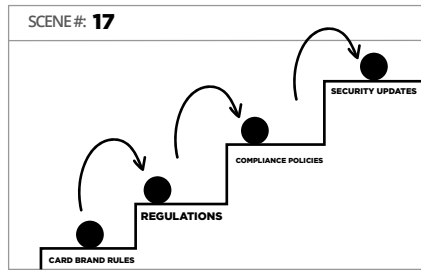 SCENE #: 17
SECURITY UPDATES
COMPLIANCE POLICIES
REGULATIONS
CARD BRAND RULES